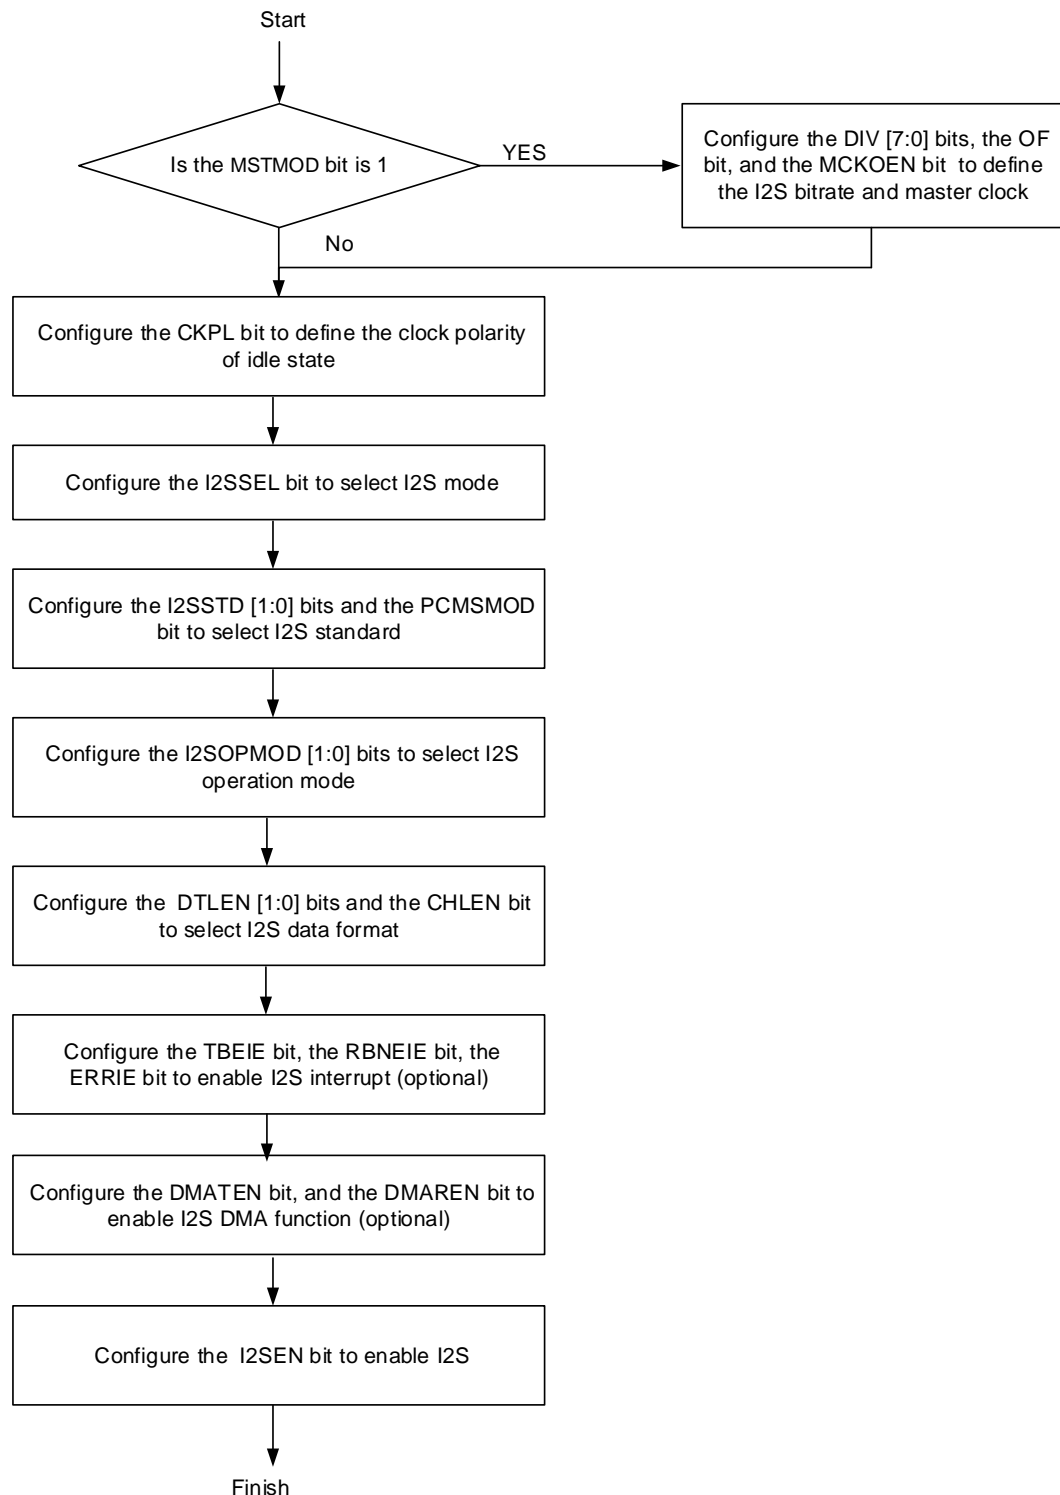 Start
Is the MSTMOD bit is 1
YES
Configure the DIV [7:0] bits, the OF
bit, and the MCKOEN bit to define
the I2S bitrate and master clock
No
Configure the CKPL bit to define the clock polarity
of idle state
Configure the I2SSEL bit to select I2S mode
Configure the I2SSTD [1:0] bits and the PCMSMOD
bit to select I2S standard
Configure the I2SOPMOD [1:0] bits to select I2S
operation mode
Configure the DTLEN [1:0] bits and the CHLEN bit
to select I2S data format
Configure the TBEIE bit, the RBNEIE bit, the
ERRIE bit to enable I2S interrupt (optional)
Configure the DMATEN bit, and the DMAREN bit to
enable I2S DMA function (optional)
Configure the I2SEN bit to enable I2S
Finish